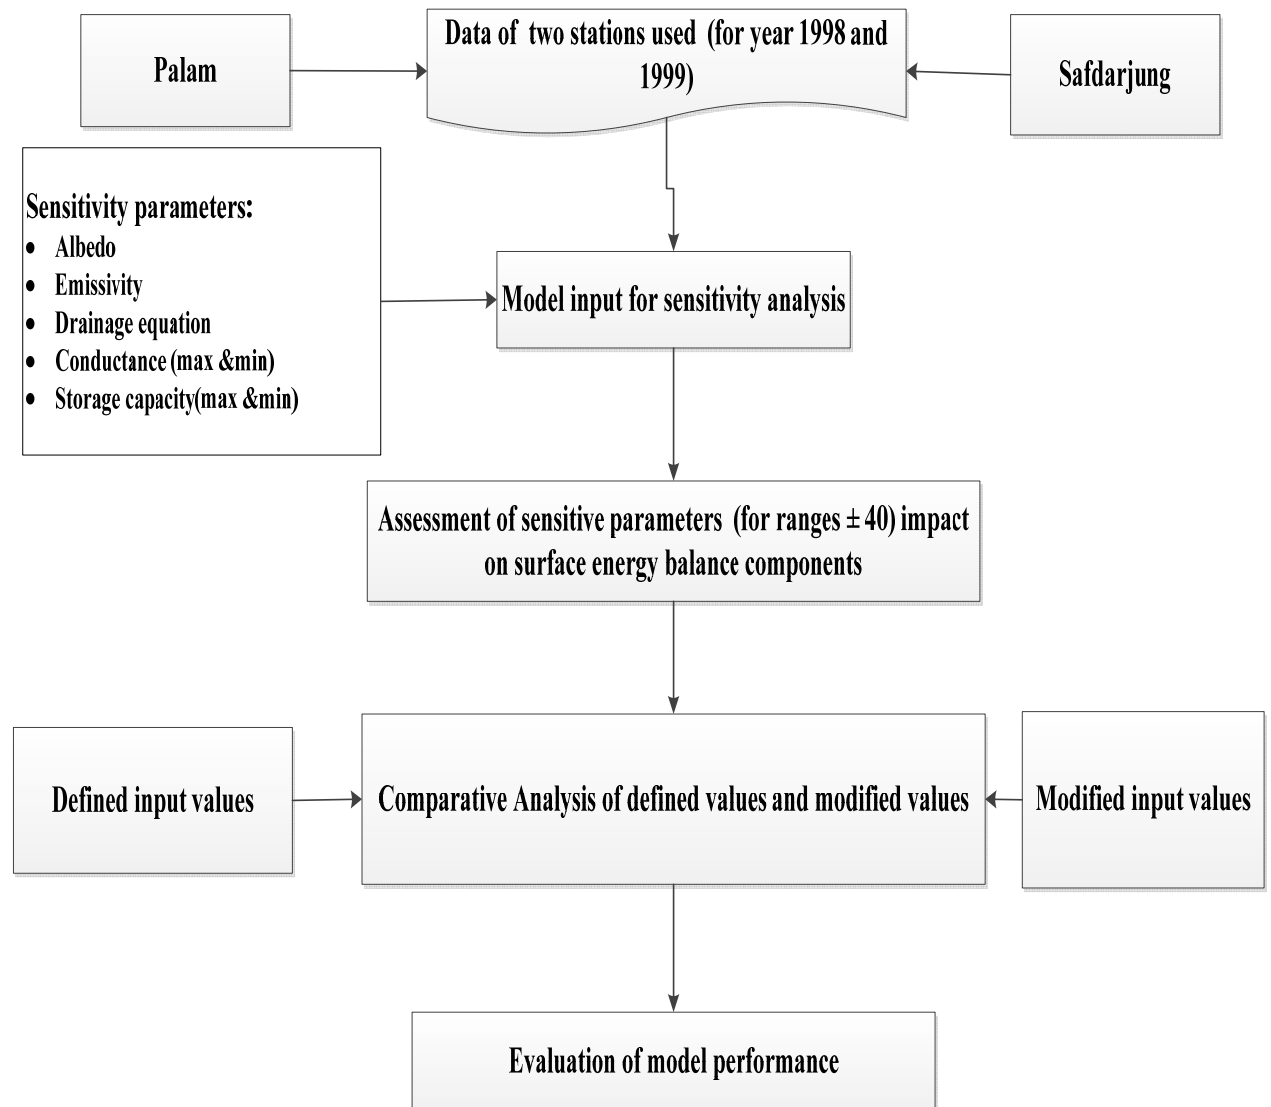 Palam
Data of two stations used (for year 1998 and
1999)
Safdarjung
Sensitivity parameters:
• Albedo
• Emissivity
• Drainage equation
• Conductance (max &min)
• Storage capacity(max &min)
Model input for sensitivity analysis
Assessment of sensitive parameters (for ranges ± 40) impact
on surface energy balance components
Defined input values
Comparative Analysis of defined values and modified values
Modified input values
Evaluation of model performance